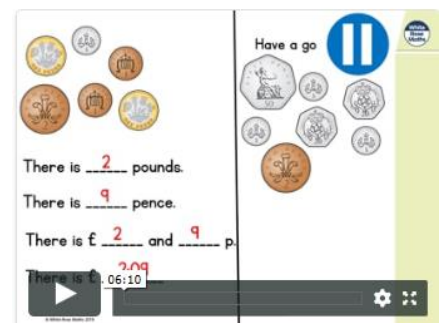 Have a go
White
Rose
Maths
50
There is 2 pounds.
There is 9 pence.
There is £ 2 and 9 p.
There is £ 2.09
06:10